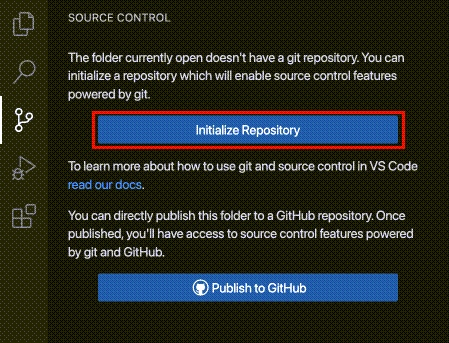 SOURCE CONTROL
The folder currently open doesn't have a git repository. You can
initialize a repository which will enable source control features
powered by git.
Initialize Repository
To learn more about how to use git and source control in VS Code
read our docs.
You can directly publish this folder to a GitHub repository. Once
published, you'll have access to source control features powered
by git and GitHub.
Publish to GitHub